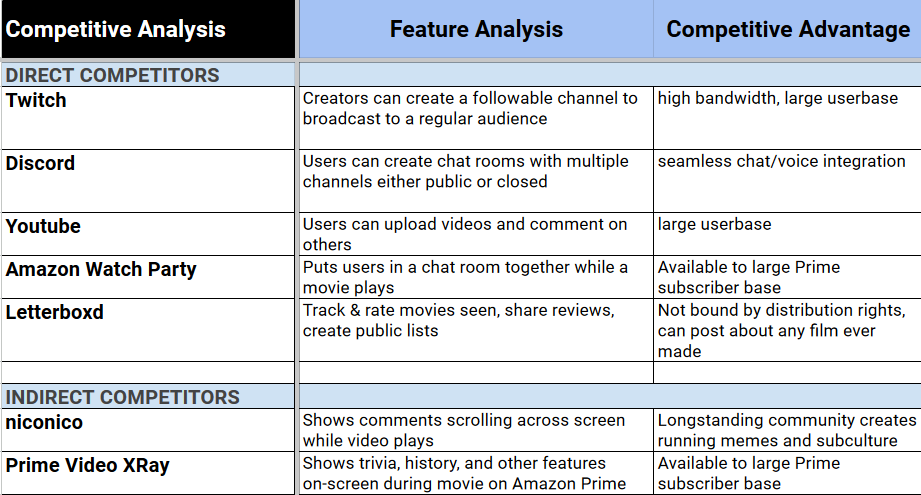 Competitive Analysis Feature Analysis Competitive Advantage
DIRECT COMPETITORS
Twitch Creators can create a followable channel to high bandwidth, large userbase
broadcast to a regular audience
Discord Users can create chat rooms with multiple seamless chat/voice integration
channels either public or closed
Youtube Users can upload videos and comment on large userbase
others
Amazon Watch Party Puts users in a chat room together while a Available to large Prime
movie plays subscriber base
Letterboxd Track & rate movies seen, share reviews, Not bound by distribution rights,
create public lists can post about any film ever
made
INDIRECT COMPETITORS
niconico Shows comments scrolling across screen Longstanding community creates
while video plays running memes and subculture
Prime Video XRay Shows trivia, history, and other features Available to large Prime
on-screen during movie on Amazon Prime subscriber base